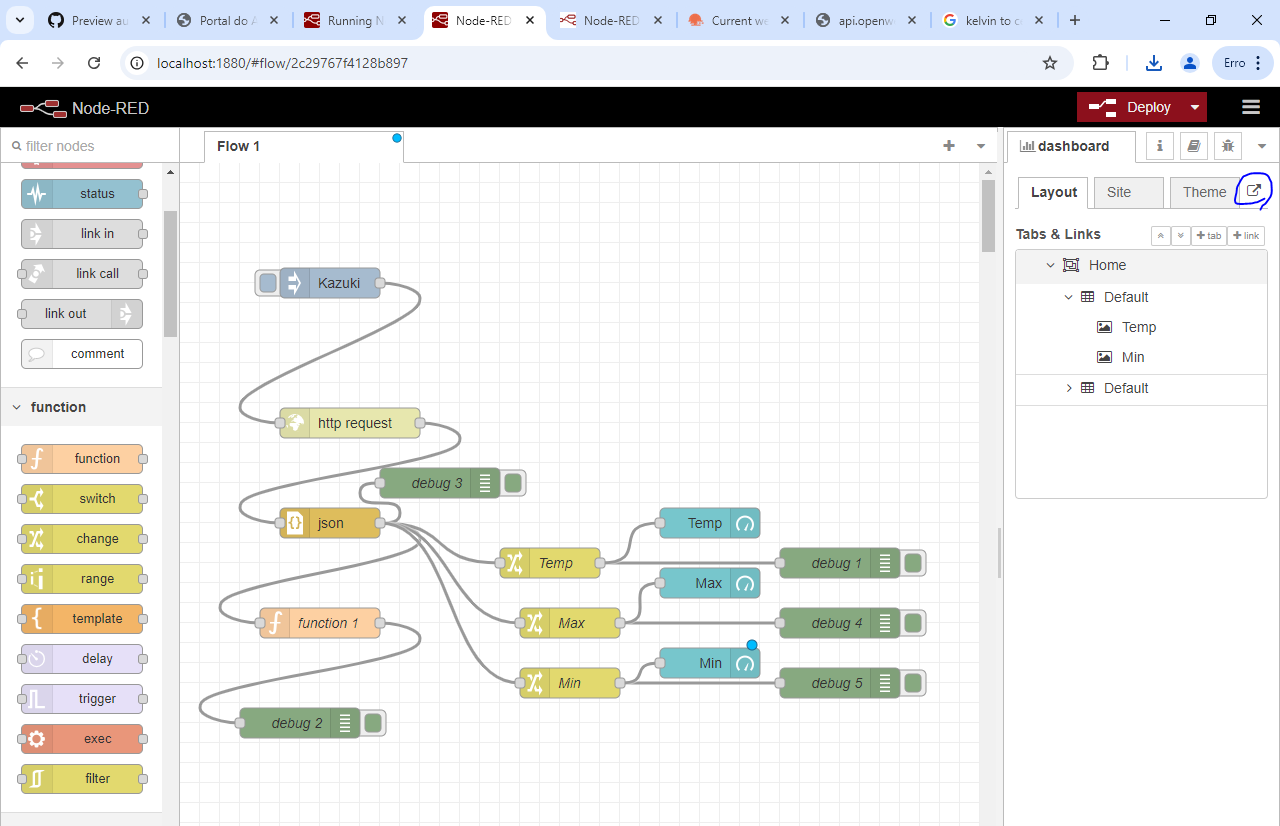 Preview au
Portal do A
Running N
Node-RED
Node-RED
Current we
api.openw
kelvin to c
localhost:1880/#flow/2c29767f4128b897
Erro
Node-RED
Deploy
filter nodes
Flow 1
dashboard
status
link in
link call
link out
comment
function
function
switch
change
range
template
delay
trigger
exec
filter
Kazuki
http request
debug 3
json
Temp
Temp
debug 1
Max
function 1
Max
debug 4
Min
Min
debug 5
debug 2
Layout
Site
Theme
Tabs & Links
tab
link
Home
Default
Temp
Min
Default